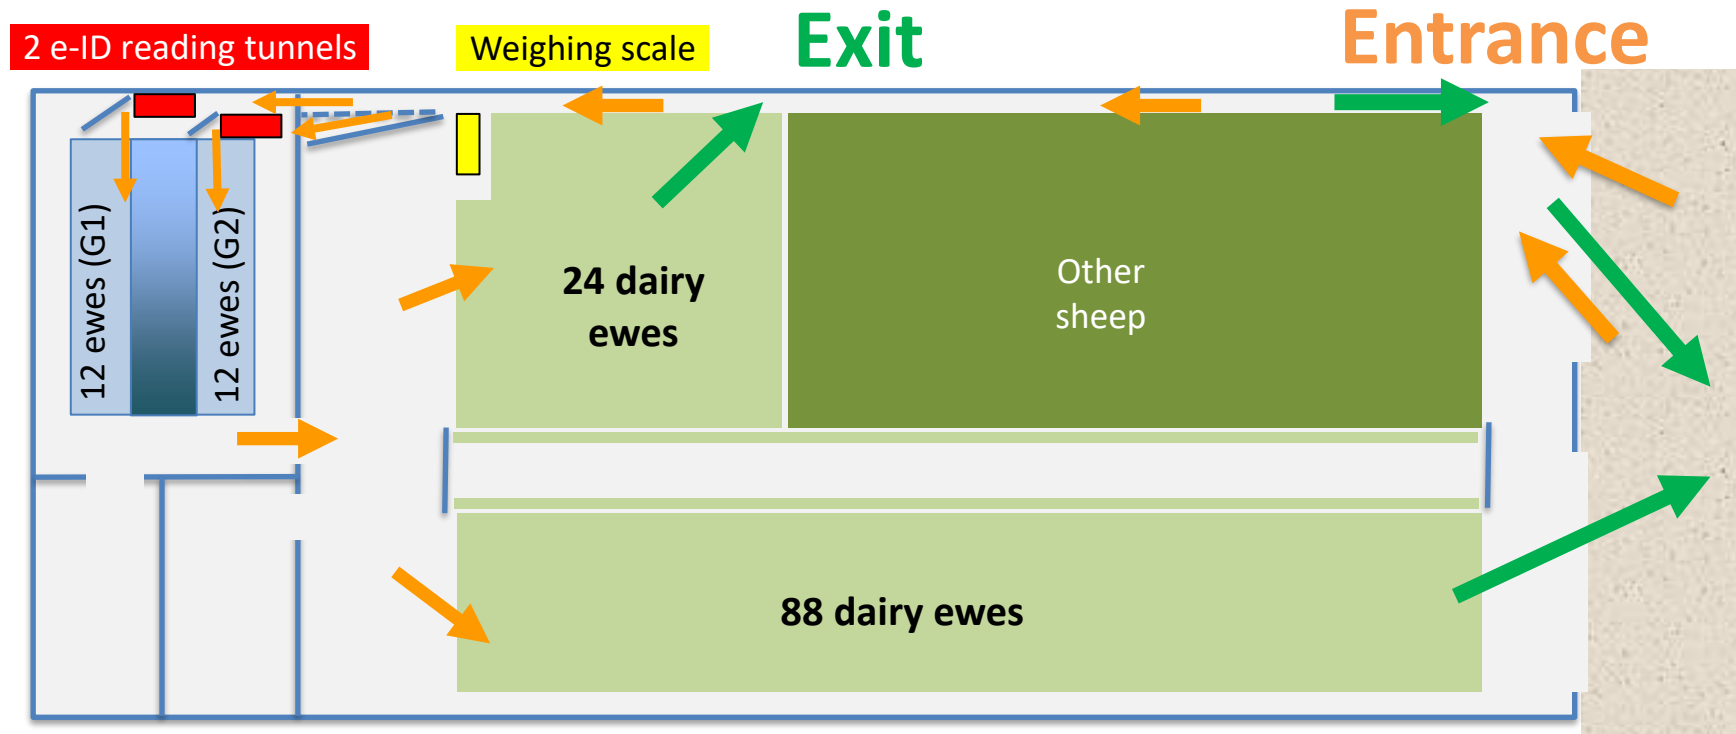 2 e-ID reading tunnels
Weighing scale
Exit
Entrance
12 ewes (G1)
12 ewes (G2)
24 dairy
ewes
Other
sheep
88 dairy ewes